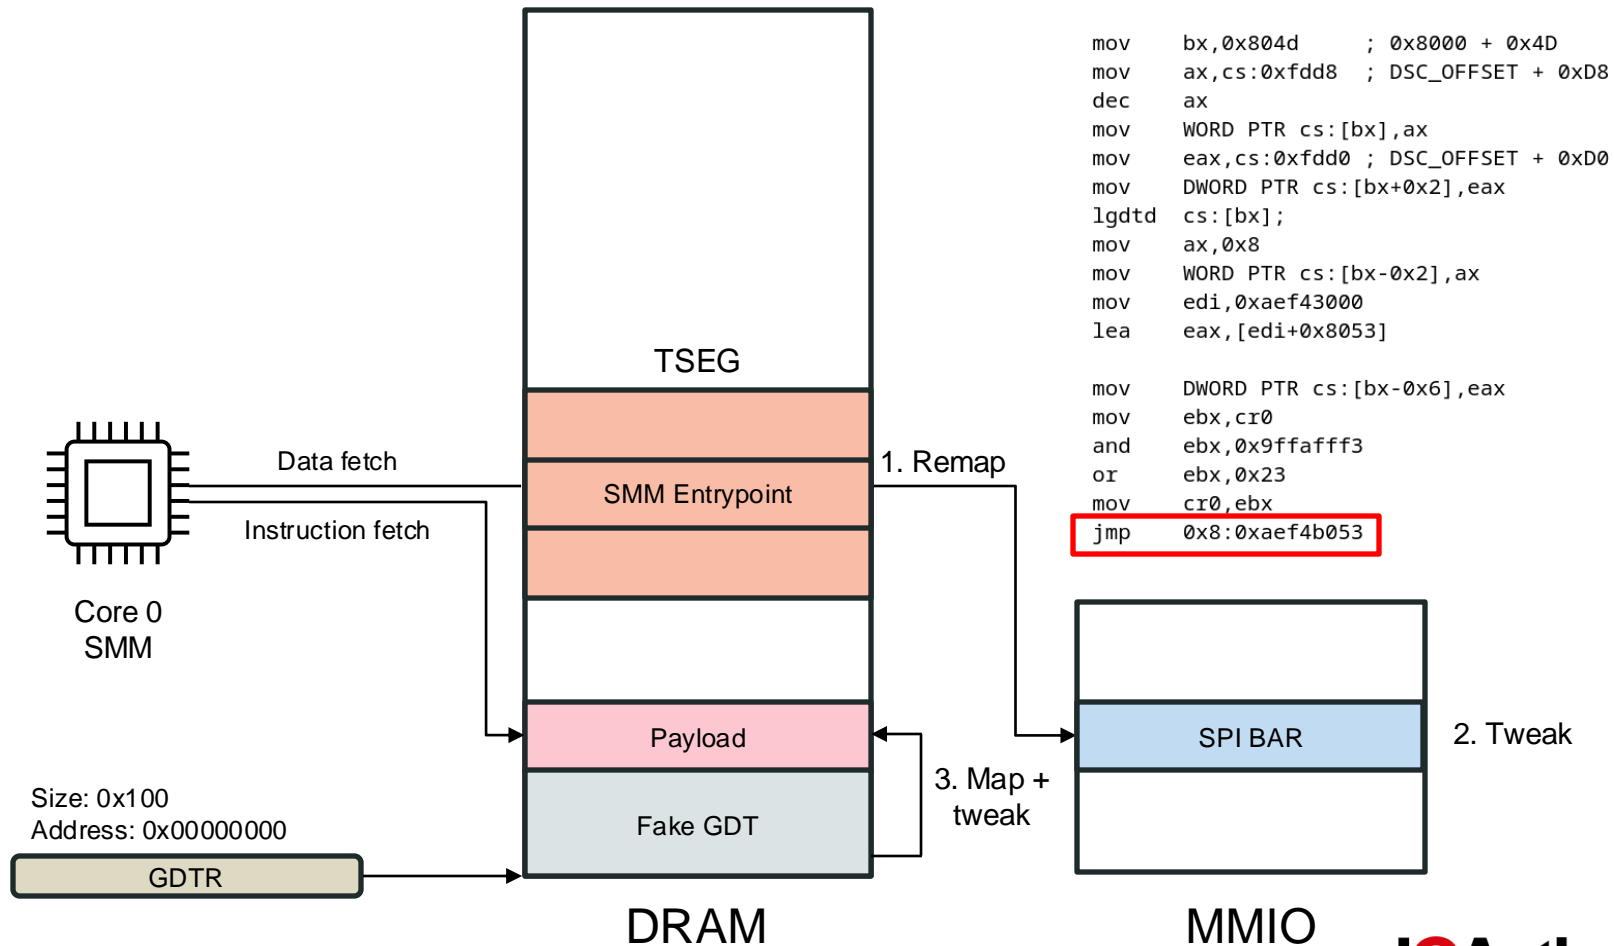 mov bx,0x804d ; 0x8000 + 0x4D
mov ax,cs:0xfdd8 ; DSC_OFFSET + 0xD8
dec ax
mov WORD PTR cs:[bx],ax
mov eax,cs:0xfdd0 ; DSC_OFFSET + 0xD0
mov DWORD PTR cs:[bx+0x2],eax
lgdtd cs:[bx];
mov ax,0x8
mov WORD PTR cs:[bx-0x2],ax
mov edi,0xaef43000
lea eax,[edi+0x8053]
mov DWORD PTR cs:[bx-0x6],eax
mov ebx,cr0
and ebx,0x9ffafff3
or ebx,0x23
mov cr0,ebx
jmp 0x8:0xaef4b053
TSEG
Data fetch
1. Remap
SMM Entrypoint
Instruction fetch
Core 0
SMM
Payload
SPI BAR
2. Tweak
3. Map +
tweak
Size: 0x100
Address: 0x00000000
Fake GDT
GDTR
DRAM
MMIO